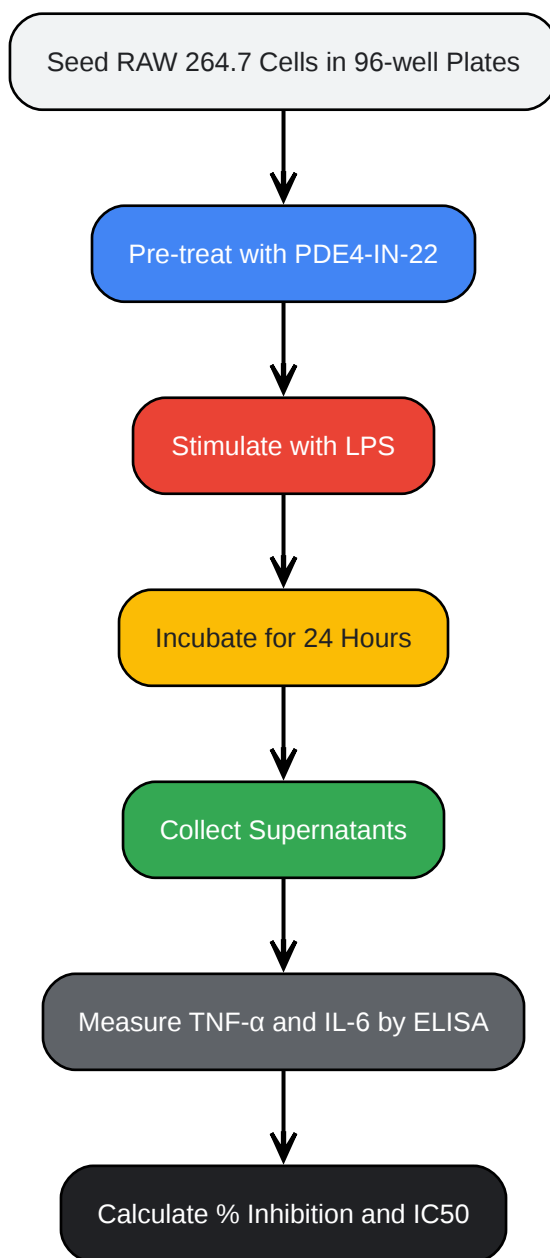 Seed RAW 264.7 Cells in 96-well Plates
Pre-treat with PDE4-IN-22
Stimulate with LPS
Incubate for 24 Hours
Collect Supernatants
Measure TNF-α and IL-6 by ELISA
Calculate % Inhibition and IC50